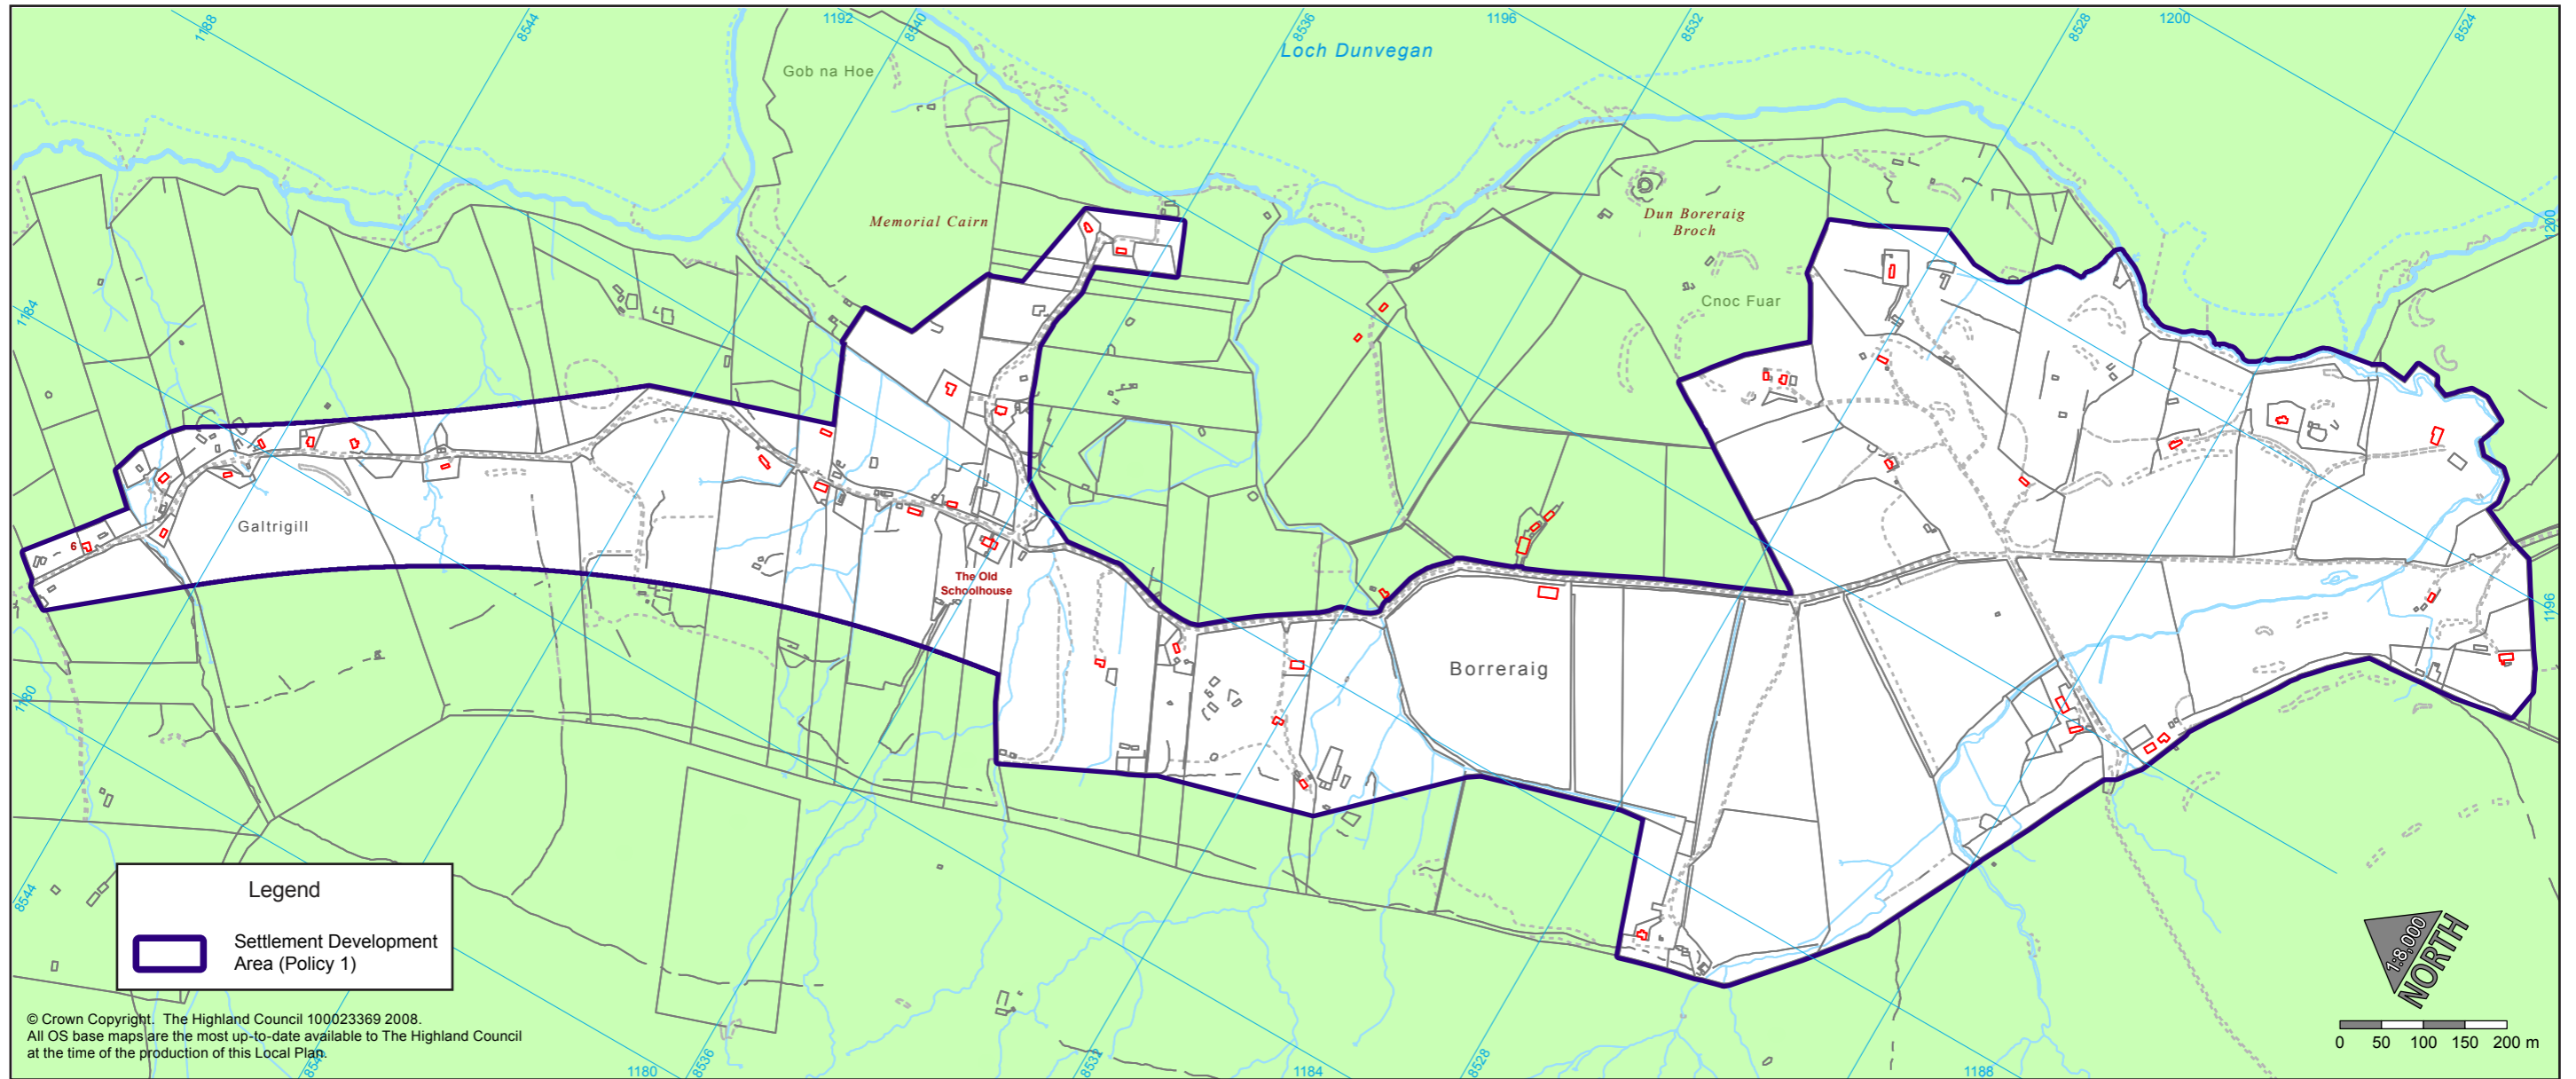 1188
8544
1192
8540
8536
1196
8532
8528
1200
8524
Loch Dunvegan
Gob na Hoe
Memorial Cairn
Dun Boreraig
Broch
1200
Cnoc Fuar
1184
Galtrigill
6
The Old
Schoolhouse
1196
Borreraig
1180
8544
Legend
Settlement Development
Area (Policy 1)
1:8,000
NORTH
0 50 100 150 200 m
© Crown Copyright. The Highland Council 100023369 2008.
All OS base maps are the most up-to-date available to The Highland Council
at the time of the production of this Local Plan.
1180
8536
8532
1184
8528
1188